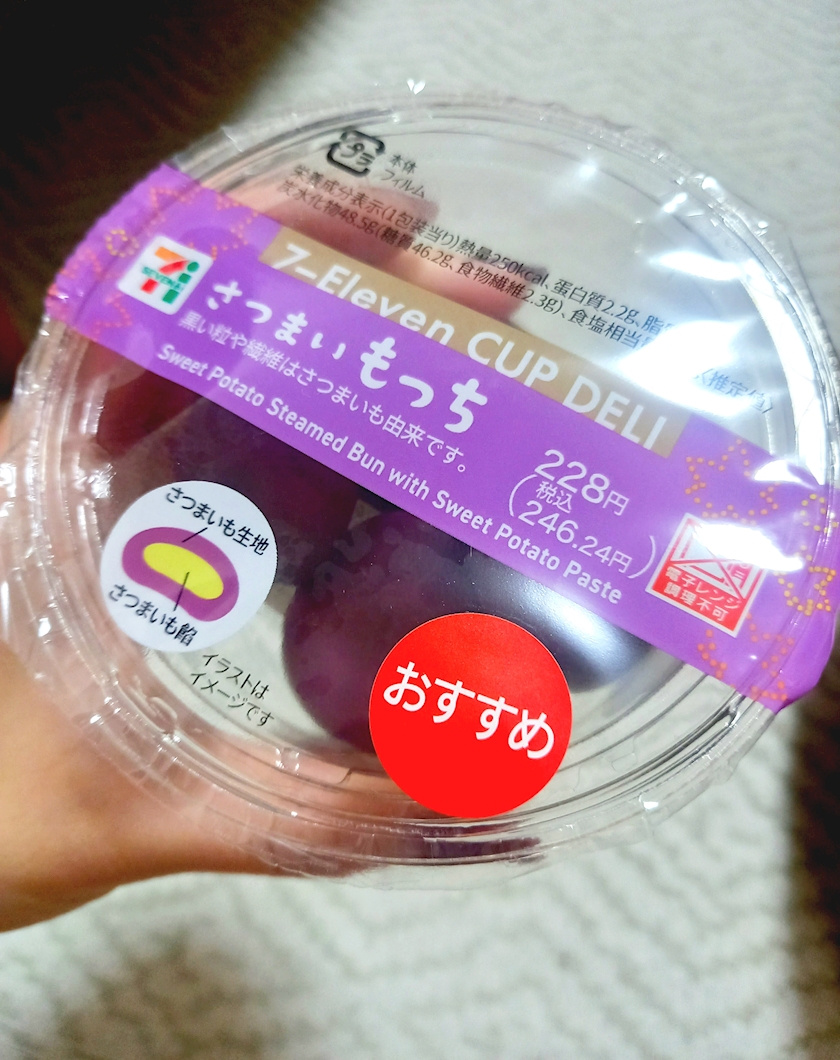 プラ
本体
フィルム
栄養成分表示(1包装当り)熱量250kcal、蛋白質2.2g、脂
炭水化物48.5g(糖質46.2g、食物繊維2.3g)、食塩相当
(推定値)
7-Eleven CUP DELI
さつまいもっち
黒い粒や繊維はさつまいも由来です。
Sweet Potato Steamed Bun with Sweet Potato Paste
228円
(税込 246.24円)
電子レンジ
調理不可
さつまいも生地
さつまいも餡
イラストは
イメージです
おすすめ